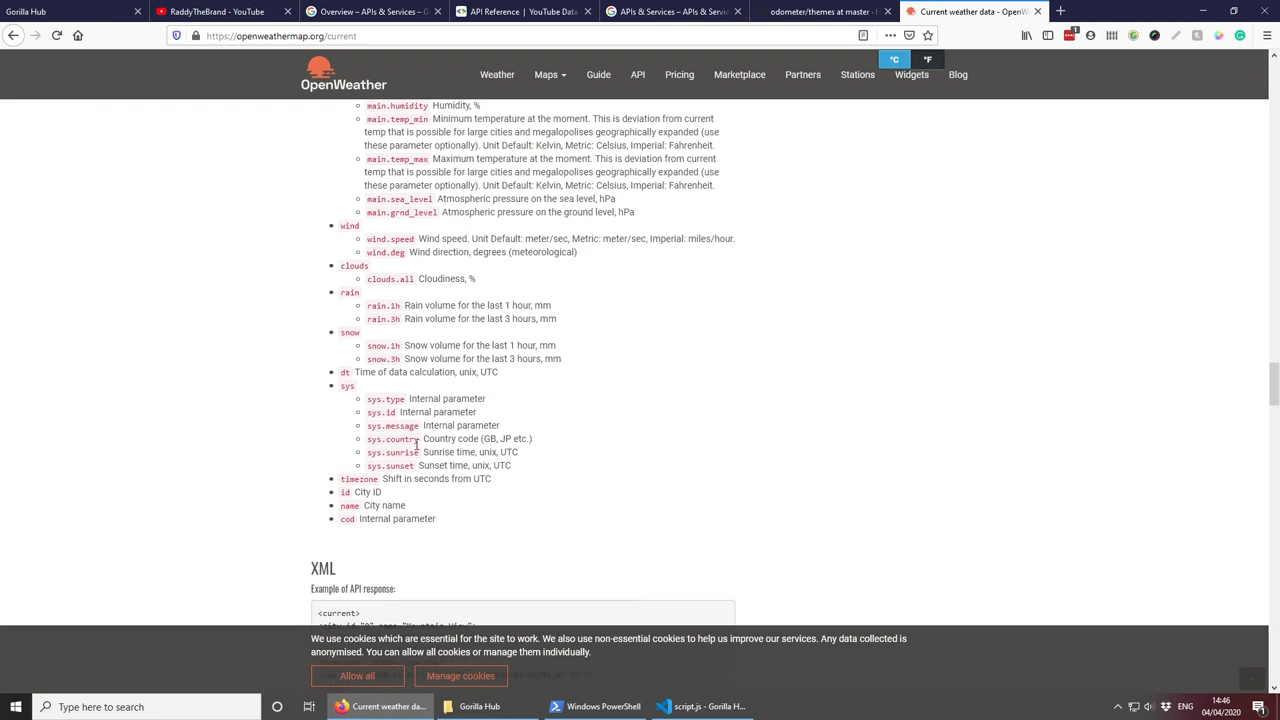 Gorilla Hub
RaddyTheBrand - YouTube
Overview – APIs & Services – G
API Reference | YouTube Data
APIs & Services – APIs & Servic
odometer/themes at master · h
Current weather data - OpenW
https://openweathermap.org/current
1
°C °F
OpenWeather
Weather Maps Guide API Pricing Marketplace Partners Stations Widgets Blog
main.humidity Humidity, %
main.temp_min Minimum temperature at the moment. This is deviation from current
temp that is possible for large cities and megalopolises geographically expanded (use
these parameter optionally). Unit Default: Kelvin, Metric: Celsius, Imperial: Fahrenheit.
main.temp_max Maximum temperature at the moment. This is deviation from current
temp that is possible for large cities and megalopolises geographically expanded (use
these parameter optionally). Unit Default: Kelvin, Metric: Celsius, Imperial: Fahrenheit.
main.sea_level Atmospheric pressure on the sea level, hPa
main.grnd_level Atmospheric pressure on the ground level, hPa
wind
wind.speed Wind speed. Unit Default: meter/sec, Metric: meter/sec, Imperial: miles/hour.
wind.deg Wind direction, degrees (meteorological)
clouds
clouds.all Cloudiness, %
rain
rain.1h Rain volume for the last 1 hour, mm
rain.3h Rain volume for the last 3 hours, mm
snow
snow.1h Snow volume for the last 1 hour, mm
snow.3h Snow volume for the last 3 hours, mm
dt Time of data calculation, unix, UTC
sys
sys.type Internal parameter
sys.id Internal parameter
sys.message Internal parameter
sys.country Country code (GB, JP etc.)
sys.sunrise Sunrise time, unix, UTC
sys.sunset Sunset time, unix, UTC
timezone Shift in seconds from UTC
id City ID
name City name
cod Internal parameter
XML
Example of API response:
<current>
We use cookies which are essential for the site to work. We also use non-essential cookies to help us improve our services. Any data collected is
anonymised. You can allow all cookies or manage them individually.
Allow all
Manage cookies
Type here to search
Current weather da...
Gorilla Hub
Windows PowerShell
script.js - Gorilla H...
ENG
14:46
04/04/2020